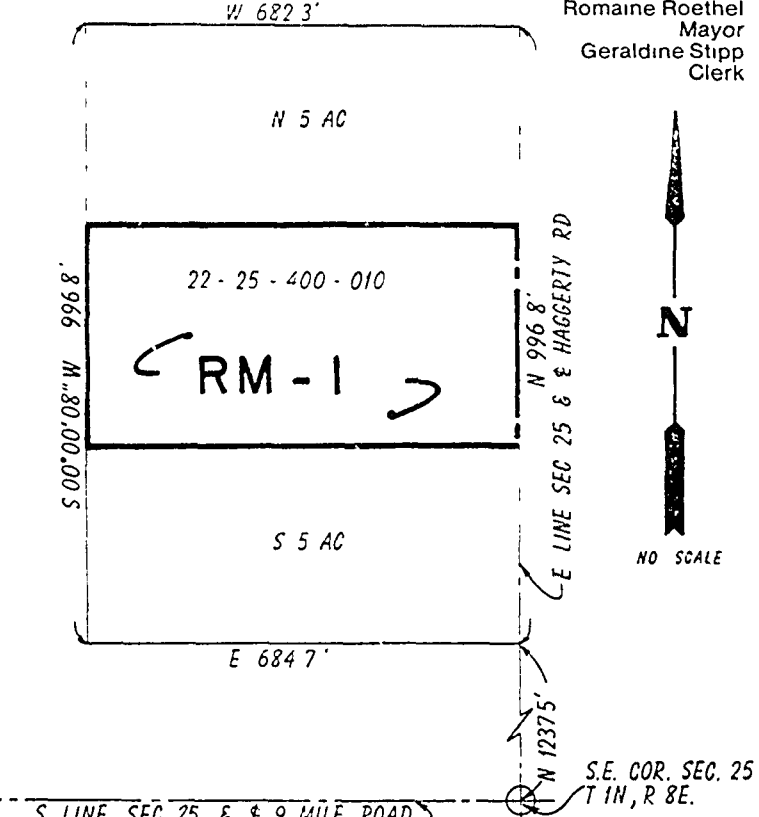 Romaine Roethel
Mayor
Geraldine Stipp
Clerk
W 682 3'
N 5 AC
22 - 25 - 400 - 010
RM - 1
S 00°00'08" W 996 8'
N 996 8'
E LINE SEC 25 & ℄ HAGGERTY RD
N
NO SCALE
S 5 AC
E 684 7'
N 1237 5'
S.E. COR. SEC. 25
T 1N, R 8E.
S LINE SEC 25 & ℄ 9 MILE ROAD